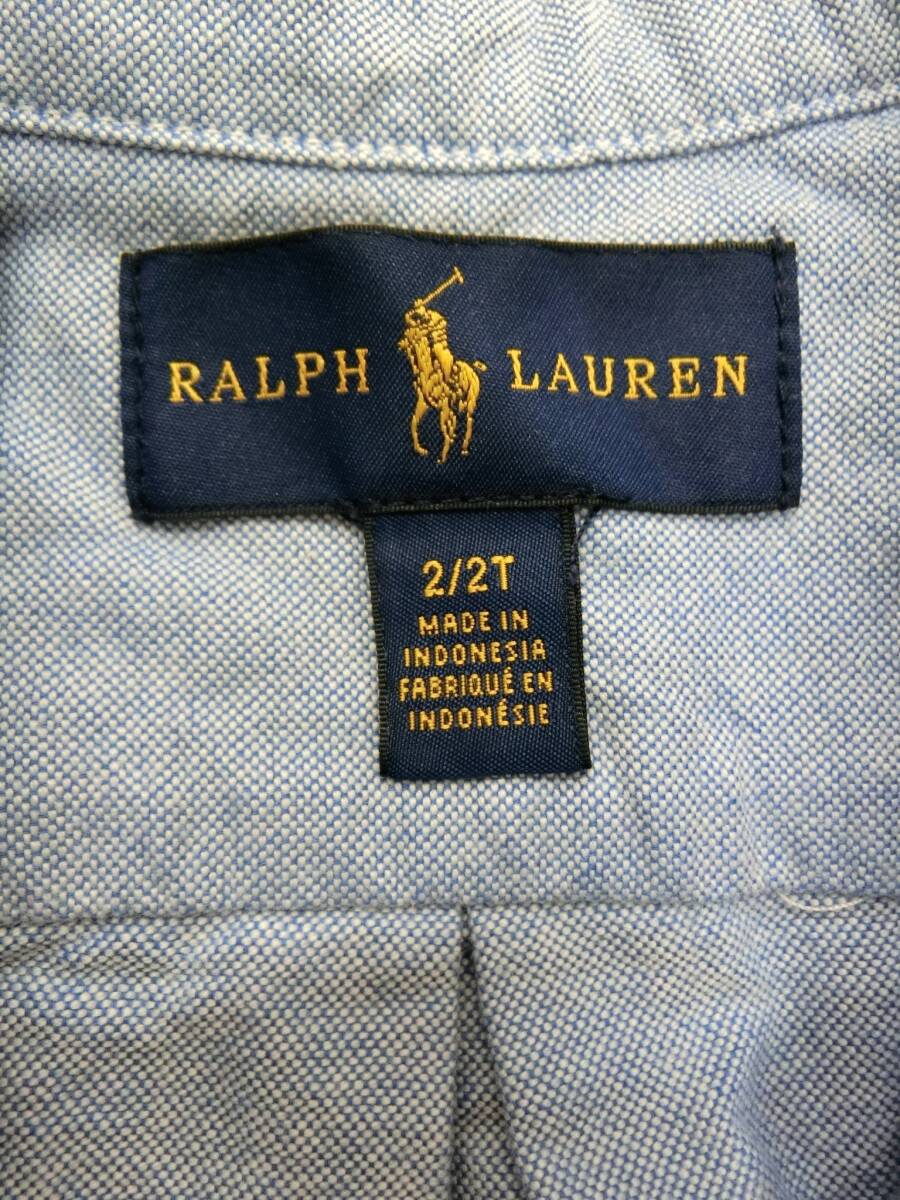 RALPH LAUREN
2/2T
MADE IN
INDONESIA
FABRIQUÉ EN
INDONÉSIE